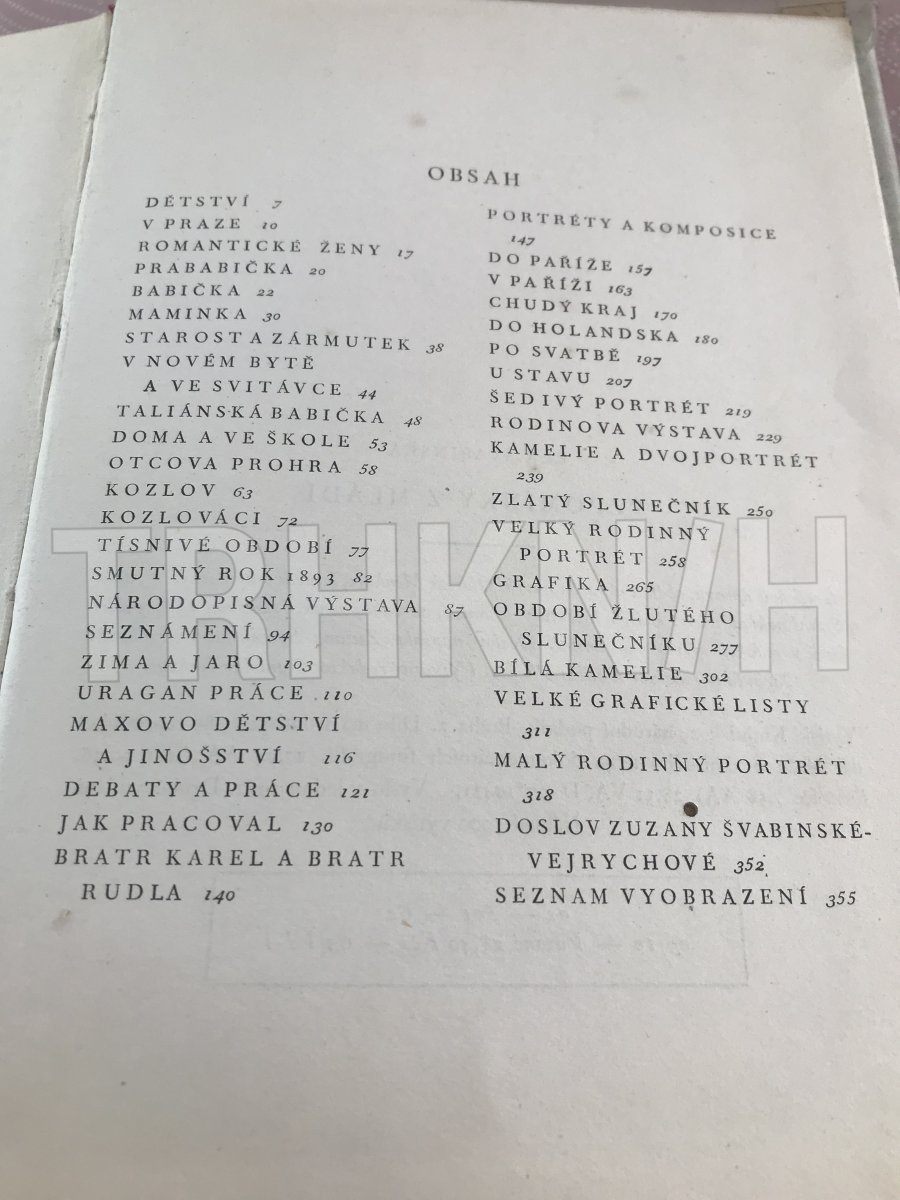 OBSAH
DĚTSTVÍ 7
V PRAZE 10
ROMANTICKÉ ŽENY 17
PRABABIČKA 20
BABIČKA 22
MAMINKA 30
STAROST A ZÁRMUTEK 38
V NOVÉM BYTĚ
A VE SVITÁVCE 44
TALIÁNSKÁ BABIČKA 48
DOMA A VE ŠKOLE 53
OTCOVA PROHRA 58
KOZLOV 63
KOZLOVÁCI 72
TÍSNIVÉ OBDOBÍ 77
SMUTNÝ ROK 1893 82
NÁRODOPISNÁ VÝSTAVA 87
SEZNÁMENÍ 94
ZIMA A JARO 103
URAGAN PRÁCE 110
MAXOVO DĚTSTVÍ
A JINOŠSTVÍ 116
DEBATY A PRÁCE 121
JAK PRACOVAL 130
BRATR KAREL A BRATR
RUDLA 140
PORTRÉTY A KOMPOSICE
147
DO PAŘÍŽE 157
V PAŘÍŽI 163
CHUDÝ KRAJ 170
DO HOLANDSKA 180
PO SVATBĚ 197
U STAVU 207
ŠEDIVÝ PORTRÉT 219
RODINOVA VÝSTAVA 229
KAMELIE A DVOJPORTRÉT
239
ZLATÝ SLUNEČNÍK 250
VELKÝ RODINNÝ
PORTRÉT 258
GRAFIKA 265
OBDOBÍ ŽLUTÉHO
SLUNEČNÍKU 277
BÍLÁ KAMELIE 302
VELKÉ GRAFICKÉ LISTY
311
MALÝ RODINNÝ PORTRÉT
318
DOSLOV ZUZANY ŠVABINSKÉ-
VEJRYCHOVÉ 352
SEZNAM VYOBRAZENÍ 355
TRHKNIH